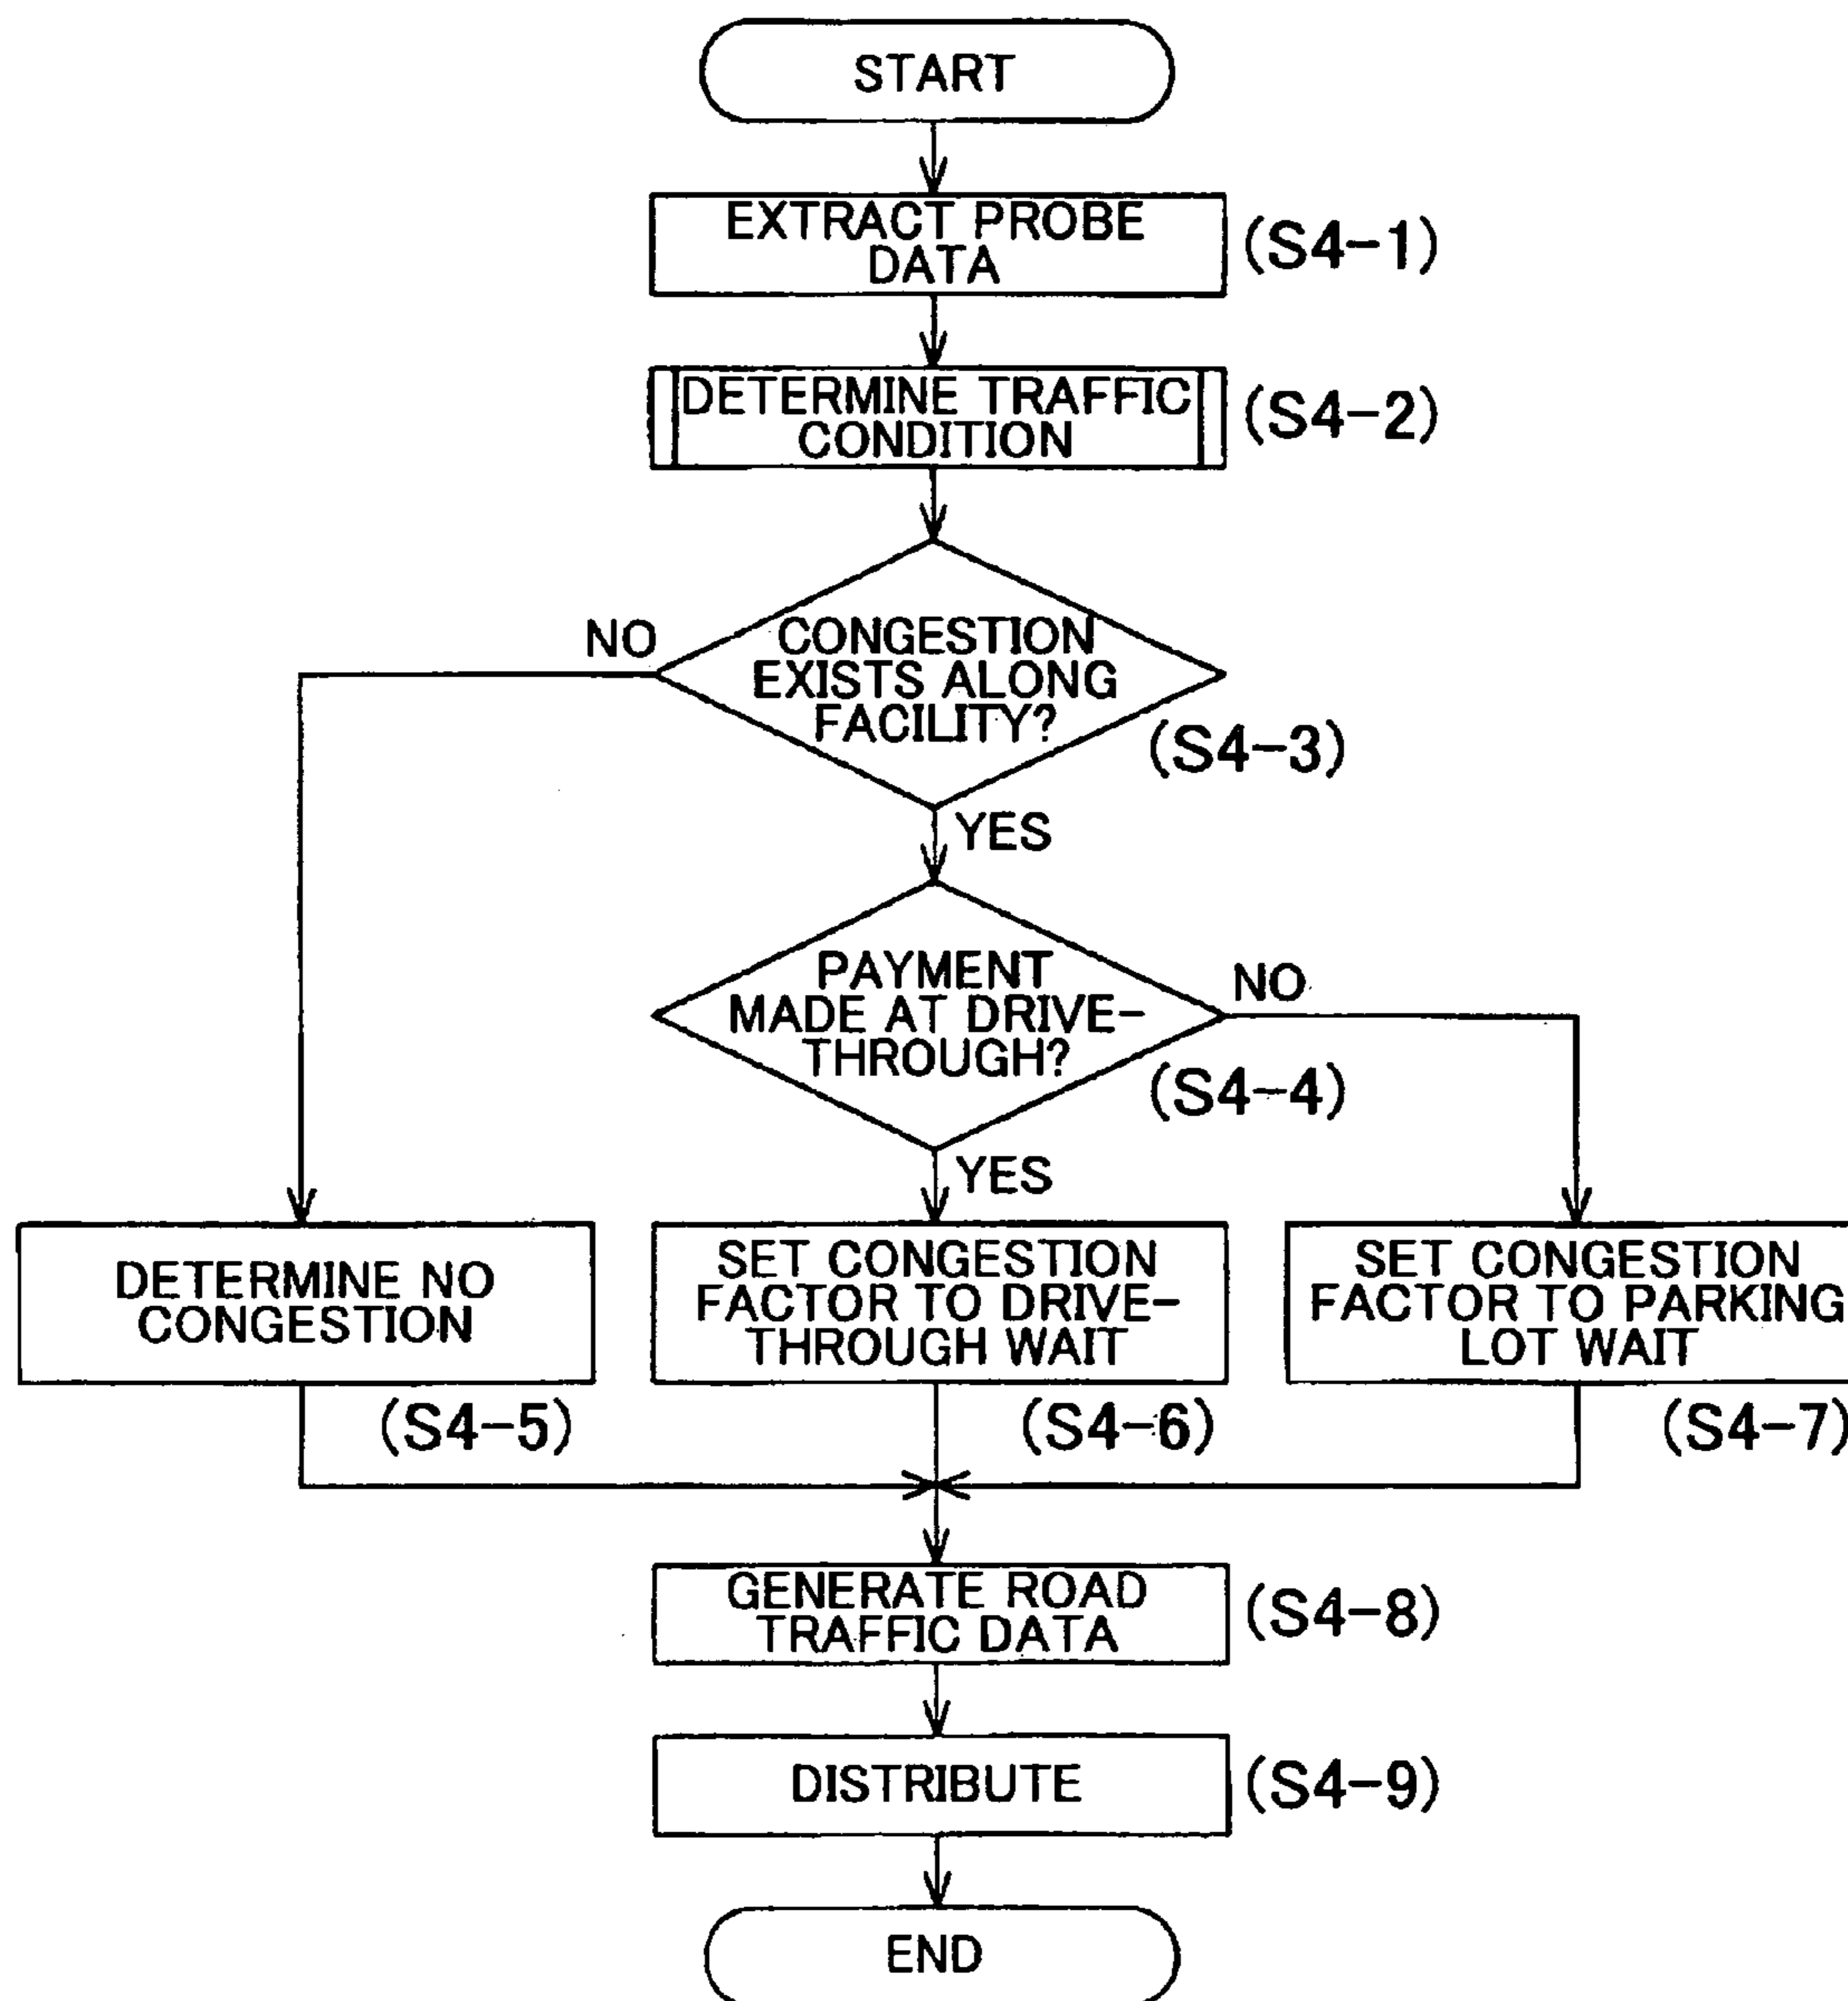 START
EXTRACT PROBE
DATA
(S4-1)
DETERMINE TRAFFIC
CONDITION
(S4-2)
CONGESTION
EXISTS ALONG
FACILITY?
NO
(S4-3)
YES
PAYMENT
MADE AT DRIVE-
THROUGH?
NO
(S4-4)
YES
DETERMINE NO
CONGESTION
(S4-5)
SET CONGESTION
FACTOR TO DRIVE-
THROUGH WAIT
(S4-6)
SET CONGESTION
FACTOR TO PARKING
LOT WAIT
(S4-7)
GENERATE ROAD
TRAFFIC DATA
(S4-8)
DISTRIBUTE
(S4-9)
END